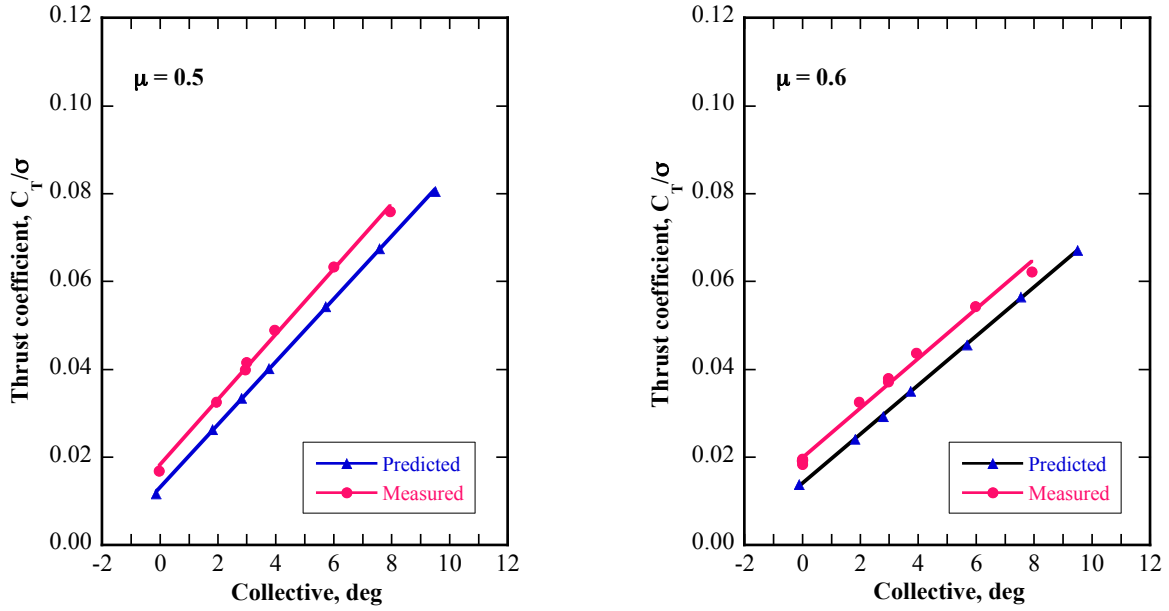 0.12
0.10
0.08
0.06
0.04
0.02
0.00
Thrust coefficient, C_T/σ
μ = 0.5
Predicted
Measured
-2 0 2 4 6 8 10 12
Collective, deg
0.12
0.10
0.08
0.06
0.04
0.02
0.00
Thrust coefficient, C_T/σ
μ = 0.6
Predicted
Measured
-2 0 2 4 6 8 10 12
Collective, deg